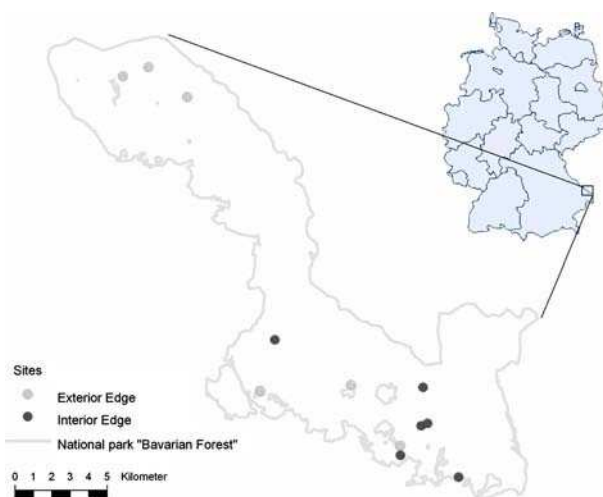 Sites
Exterior Edge
Interior Edge
National park "Bavarian Forest"
0 1 2 3 4 5 Kilometer